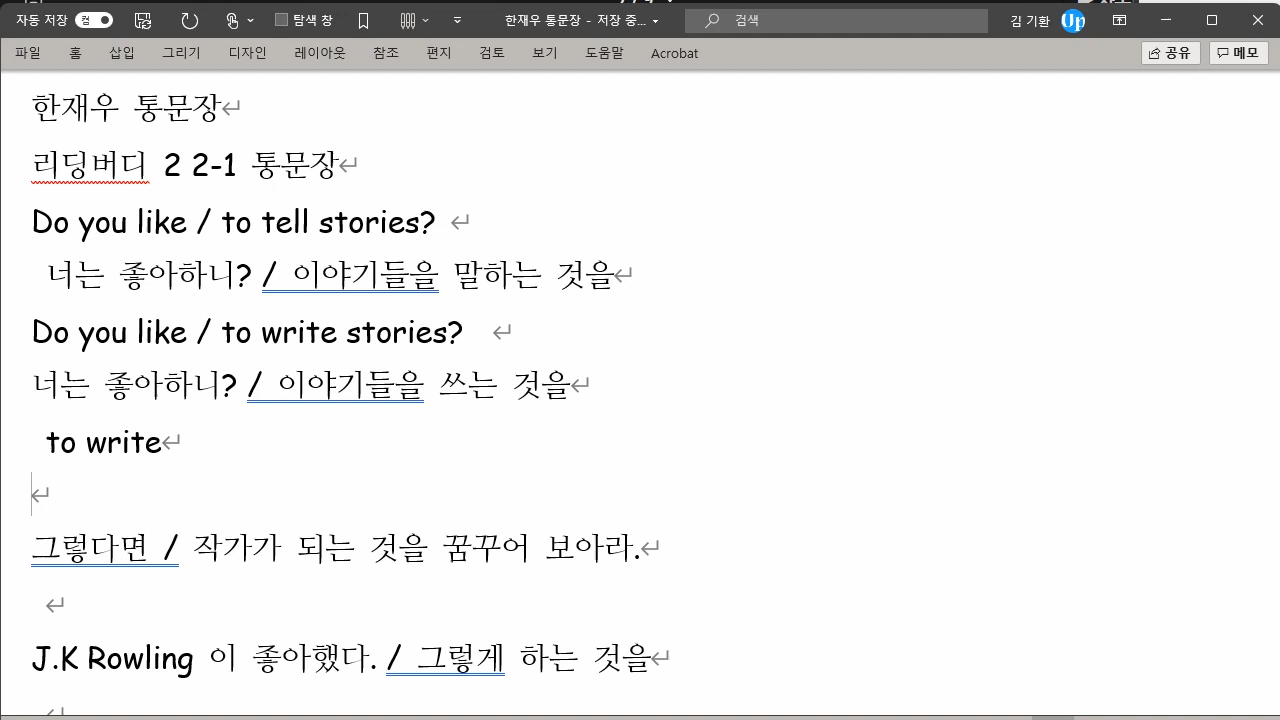 자동 저장 컴 탐색 창 한재우 통문장 - 저장 중... 검색 김 기환 Up
파일 홈 삽입 그리기 디자인 레이아웃 참조 편지 검토 보기 도움말 Acrobat 공유 메모
한재우 통문장
리딩버디 2 2-1 통문장
Do you like / to tell stories?
너는 좋아하니? / 이야기들을 말하는 것을
Do you like / to write stories?
너는 좋아하니? / 이야기들을 쓰는 것을
to write
그렇다면 / 작가가 되는 것을 꿈꾸어 보아라.
J.K Rowling 이 좋아했다. / 그렇게 하는 것을